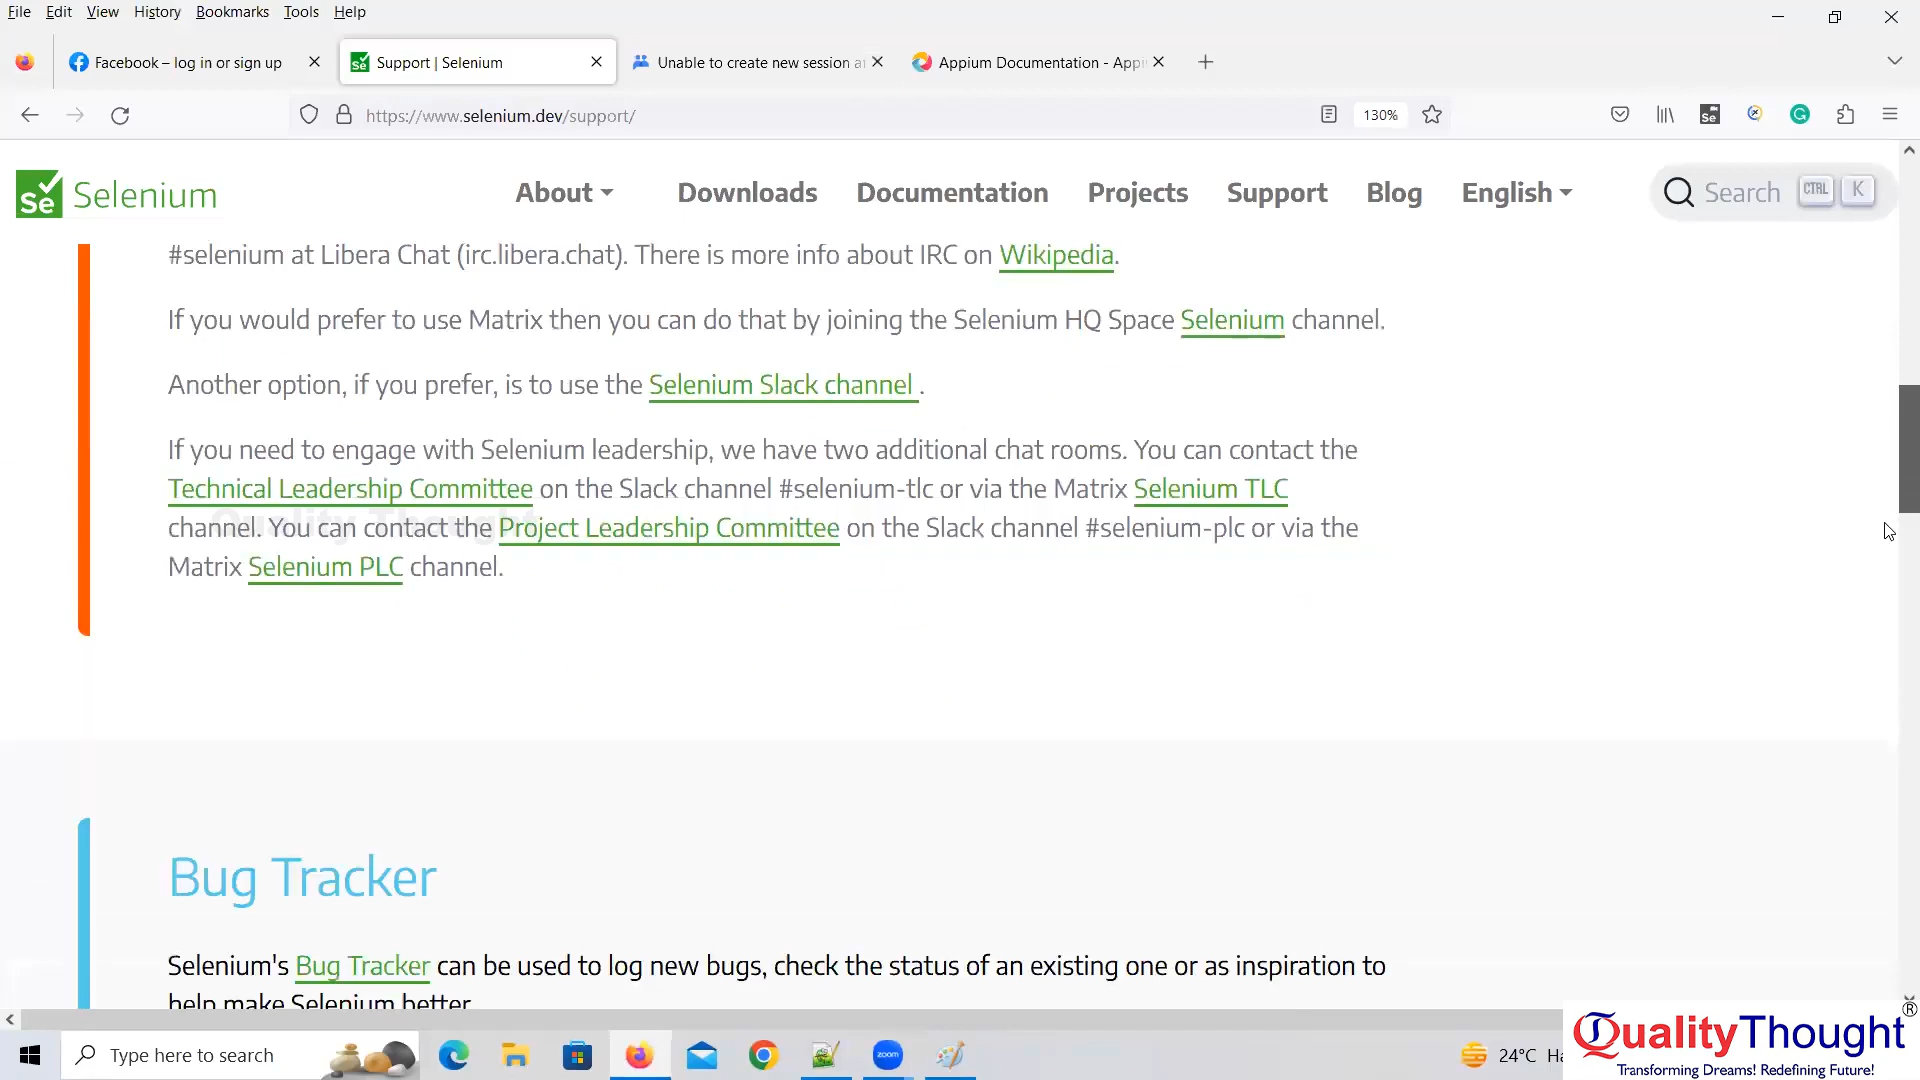 File Edit View History Bookmarks Tools Help
Facebook – log in or sign up
Support | Selenium
Unable to create new session a
Appium Documentation - Appi
https://www.selenium.dev/support/
130%
Se
Se Selenium
About Downloads Documentation Projects Support Blog English
Search CTRL K
#selenium at Libera Chat (irc.libera.chat). There is more info about IRC on Wikipedia.
If you would prefer to use Matrix then you can do that by joining the Selenium HQ Space Selenium channel.
Another option, if you prefer, is to use the Selenium Slack channel .
If you need to engage with Selenium leadership, we have two additional chat rooms. You can contact the
Technical Leadership Committee on the Slack channel #selenium-tlc or via the Matrix Selenium TLC
channel. You can contact the Project Leadership Committee on the Slack channel #selenium-plc or via the
Matrix Selenium PLC channel.
Quality Thought
Bug Tracker
Selenium's Bug Tracker can be used to log new bugs, check the status of an existing one or as inspiration to
help make Selenium better
Type here to search
zoom
24°C Ha
QualityThought ®
Transforming Dreams! Redefining Future!